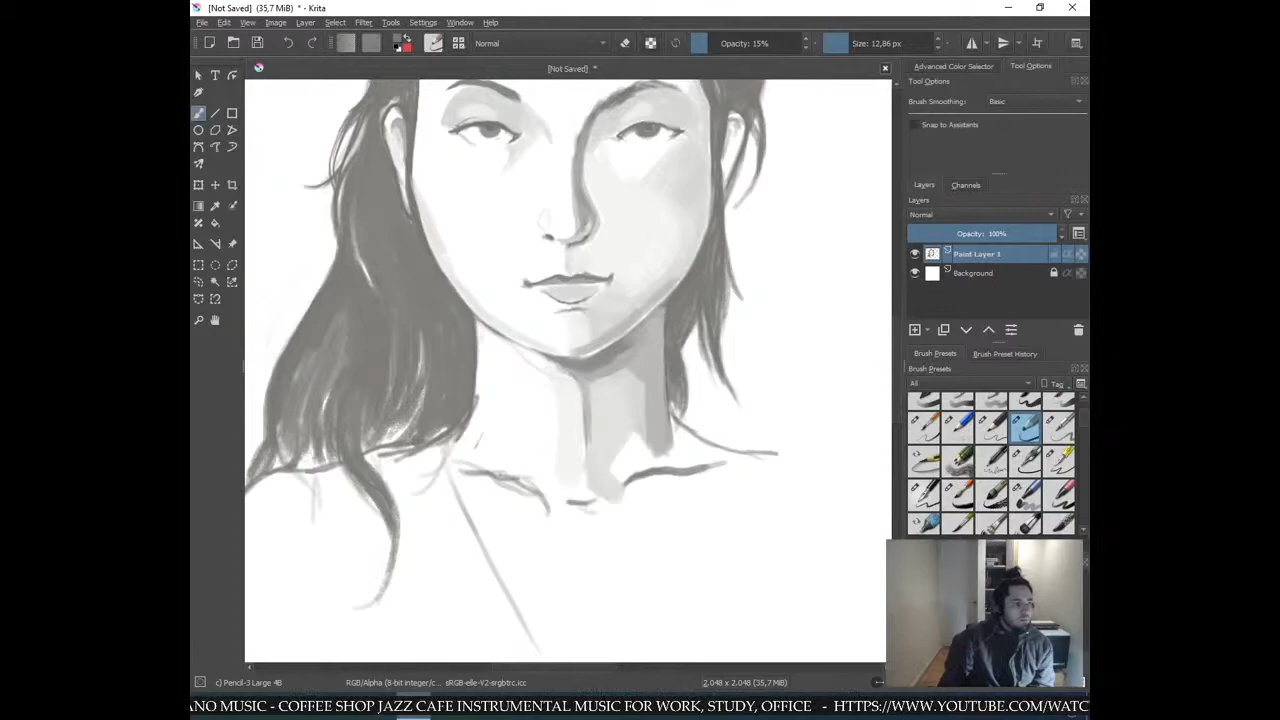 [Not Saved] (35,7 MiB) * - Krita
File Edit View Image Layer Select Filter Tools Settings Window Help
Normal Opacity: 15% Size: 12,86 px
[Not Saved] *
Advanced Color Selector Tool Options
Tool Options
Brush Smoothing: Basic
Snap to Assistants
Layers Channels
Layers
Normal
Opacity: 100%
Paint Layer 1
Background
Brush Presets Brush Preset History
Brush Presets
All Tag
c) Pencil-3 Large 4B RGB/Alpha (8-bit integer/c... sRGB-elle-V2-srgbtrc.icc 2.048 x 2.048 (35,7 MiB)
ANO MUSIC - COFFEE SHOP JAZZ CAFE INSTRUMENTAL MUSIC FOR WORK, STUDY, OFFICE - HTTPS://WWW.YOUTUBE.COM/WATC